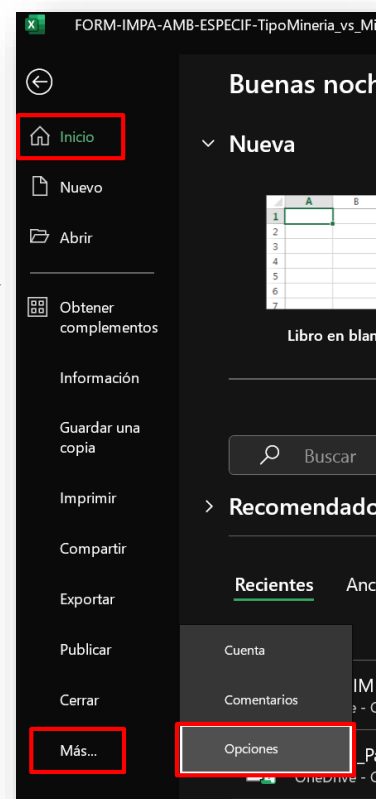 FORM-IMPA-AMB-ESPECIF-TipoMineria_vs_Mi
Buenas noch
Inicio
Nueva
Nuevo
A B
1
2
3
4
5
6
7
Abrir
Obtener
complementos
Libro en blan
Información
Guardar una
copia
Buscar
Imprimir
Recomendado
Compartir
Exportar
Recientes Anc
Publicar
Cuenta
Cerrar
Comentarios
IM
Más...
Opciones
OneDrive - C